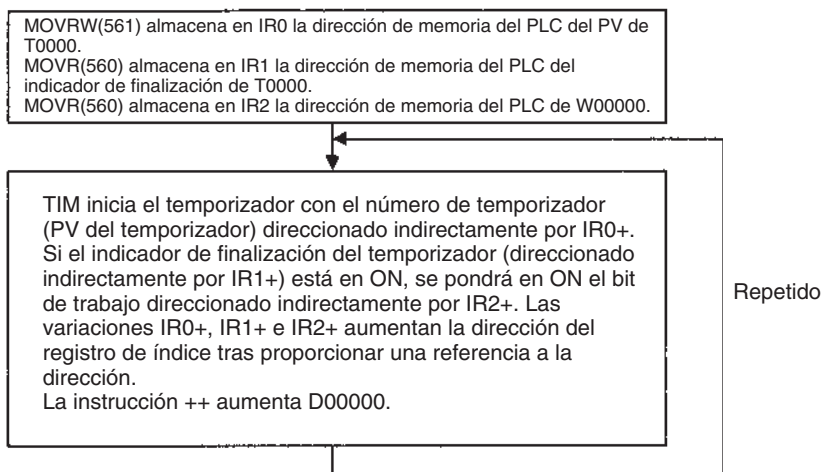 MOVRW(561) almacena en IR0 la dirección de memoria del PLC del PV de
T0000.
MOVR(560) almacena en IR1 la dirección de memoria del PLC del
indicador de finalización de T0000.
MOVR(560) almacena en IR2 la dirección de memoria del PLC de W00000.
TIM inicia el temporizador con el número de temporizador
(PV del temporizador) direccionado indirectamente por IR0+.
Si el indicador de finalización del temporizador (direccionado
indirectamente por IR1+) está en ON, se pondrá en ON el bit
de trabajo direccionado indirectamente por IR2+. Las
variaciones IR0+, IR1+ e IR2+ aumentan la dirección del
registro de índice tras proporcionar una referencia a la
dirección.
La instrucción ++ aumenta D00000.
Repetido